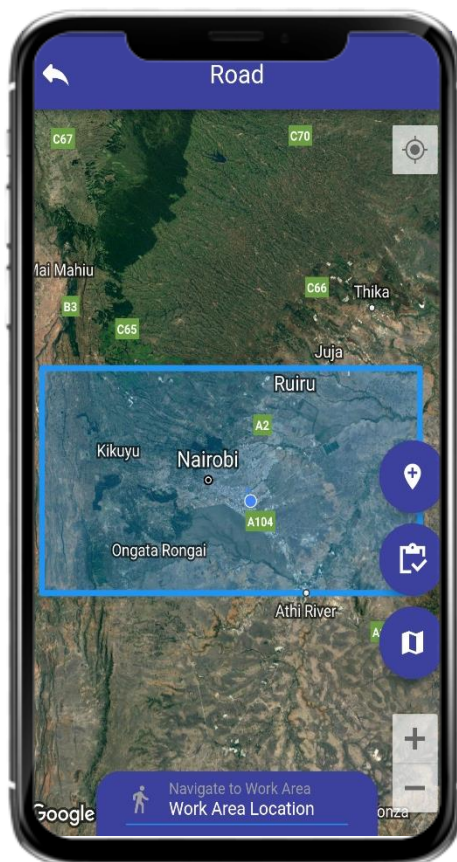 Road
C67
C70
Mai Mahiu
C66
Thika
B3
C65
Juja
Ruiru
A2
Kikuyu
Nairobi
A104
Ongata Rongai
Athi River
A
Navigate to Work Area
Work Area Location
Google
onza